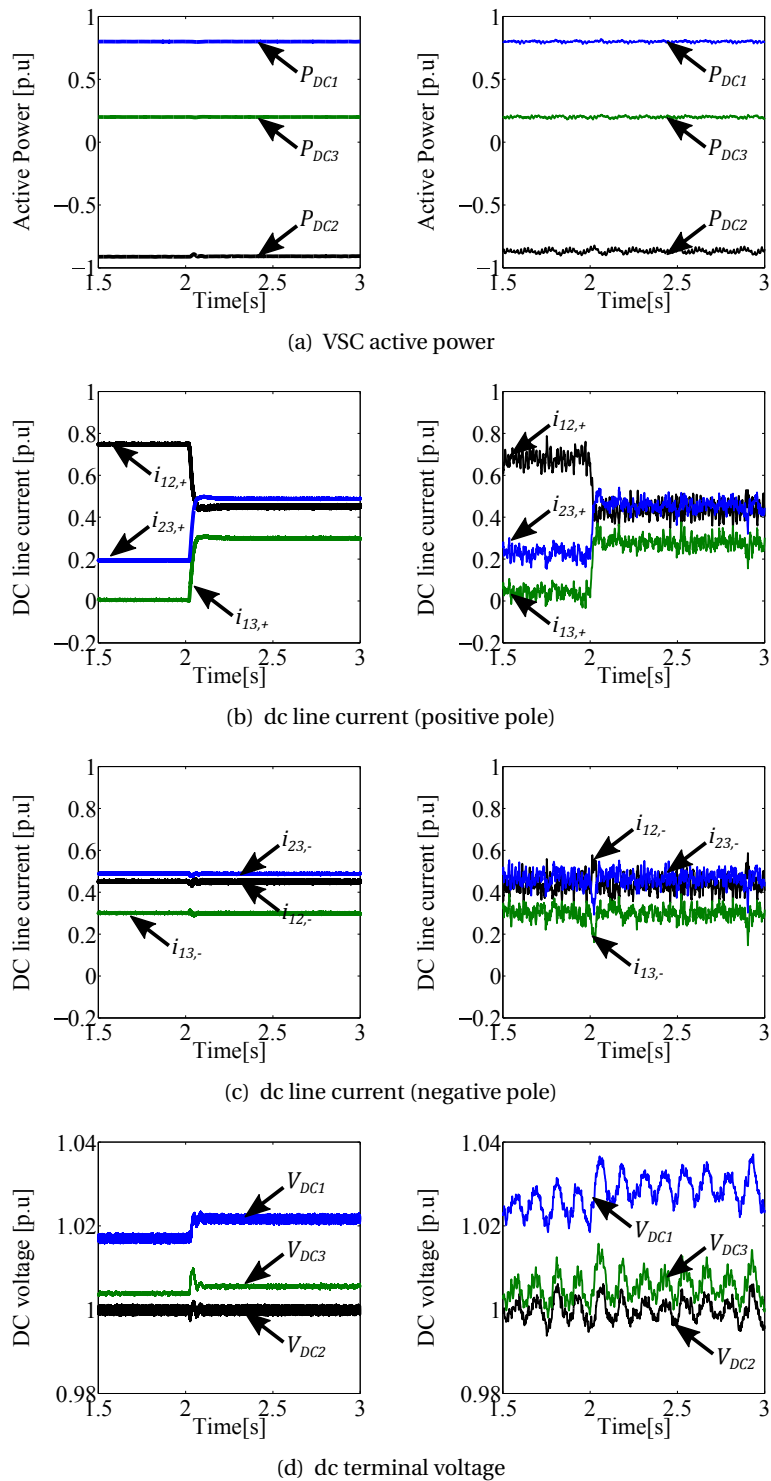 Active Power [p.u]
1
0.5
0
−0.5
−1
P_DC1
P_DC3
P_DC2
1.5
2
2.5
3
Time[s]
Active Power [p.u]
1
0.5
0
−0.5
−1
P_DC1
P_DC3
P_DC2
1.5
2
2.5
3
Time[s]
(a) VSC active power
DC line current [p.u]
1
0.8
0.6
0.4
0.2
0
−0.2
i_12,+
i_23,+
i_13,+
1.5
2
2.5
3
Time[s]
DC line current [p.u]
1
0.8
0.6
0.4
0.2
0
−0.2
i_12,+
i_23,+
i_13,+
1.5
2
2.5
3
Time[s]
(b) dc line current (positive pole)
DC line current [p.u]
1
0.8
0.6
0.4
0.2
0
−0.2
i_23,-
i_12,-
i_13,-
1.5
2
2.5
3
Time[s]
DC line current [p.u]
1
0.8
0.6
0.4
0.2
0
−0.2
i_12,-
i_23,-
i_13,-
1.5
2
2.5
3
Time[s]
(c) dc line current (negative pole)
DC voltage [p.u]
1.04
1.02
1
0.98
V_DC1
V_DC3
V_DC2
1.5
2
2.5
3
Time[s]
DC voltage [p.u]
1.04
1.02
1
0.98
V_DC1
V_DC3
V_DC2
1.5
2
2.5
3
Time[s]
(d) dc terminal voltage